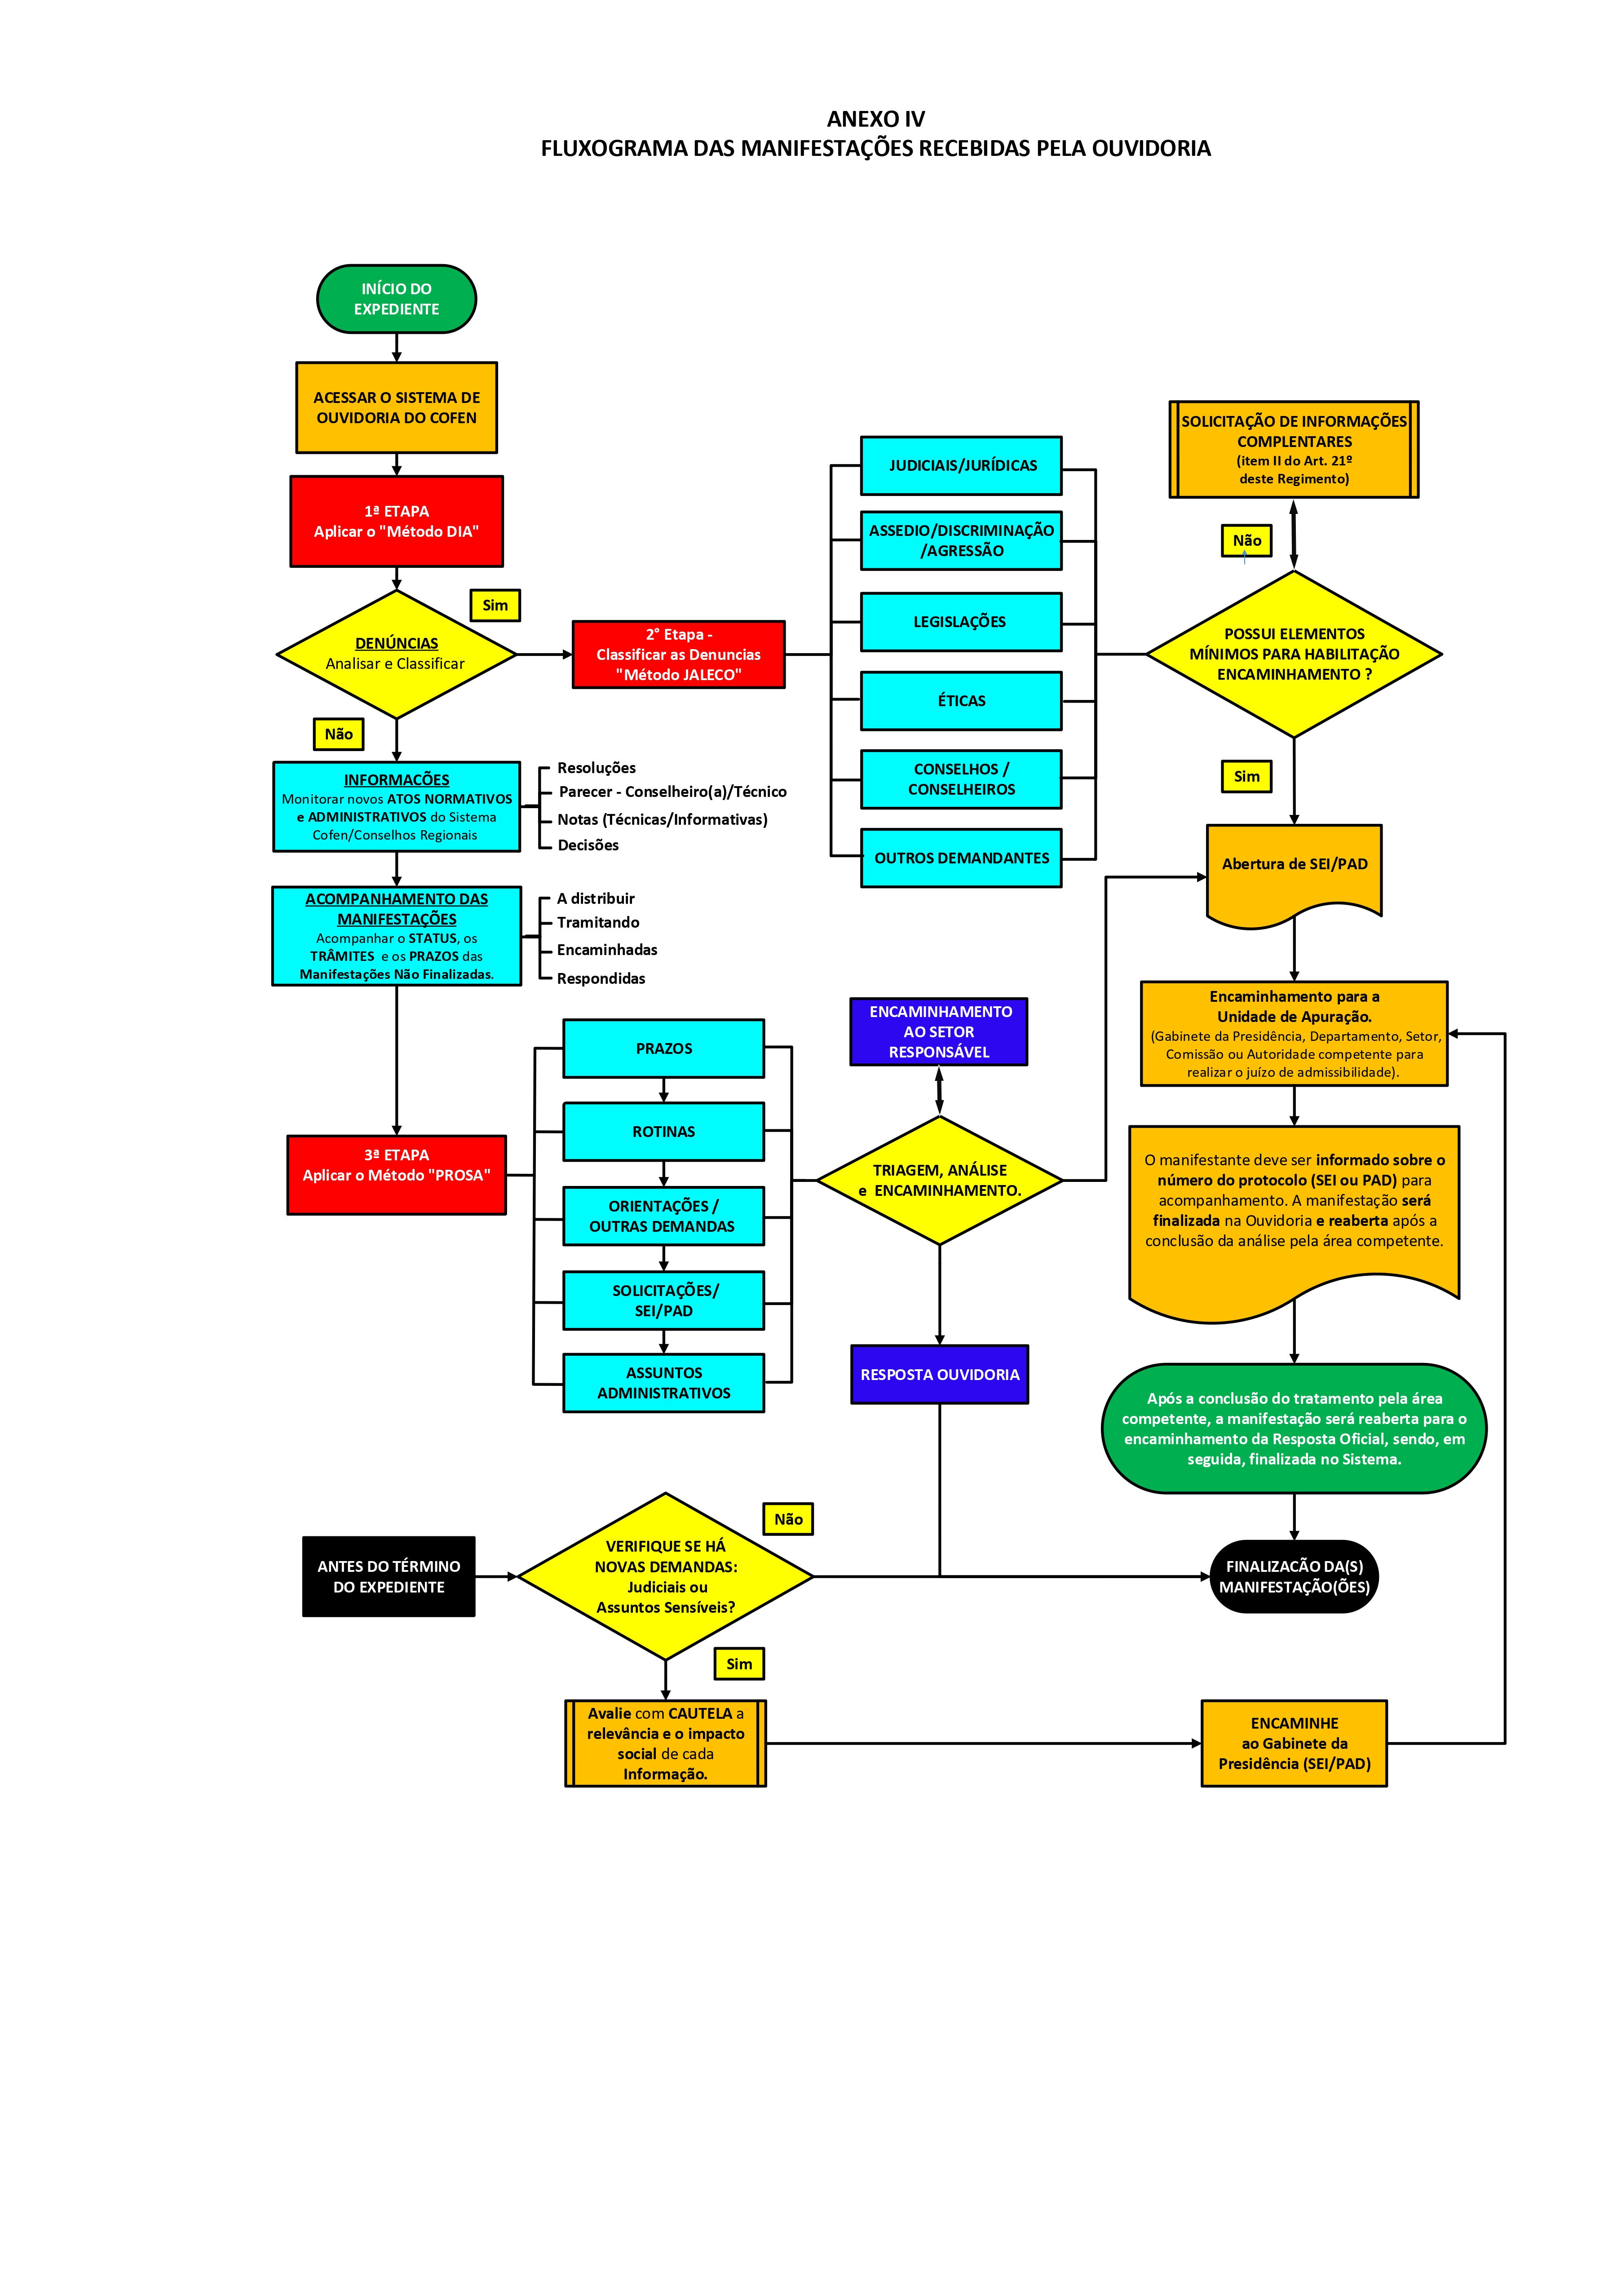 ANEXO IV
FLUXOGRAMA DAS MANIFESTAÇÕES RECEBIDAS PELA OUVIDORIA
INÍCIO DO
EXPEDIENTE
ACESSAR O SISTEMA DE
OUVIDORIA DO COFEN
1ª ETAPA
Aplicar o "Método DIA"
Sim
DENÚNCIAS
Analisar e Classificar
Não
2° Etapa -
Classificar as Denuncias
"Método JALECO"
JUDICIAIS/JURÍDICAS
ASSEDIO/DISCRIMINAÇÃO
/AGRESSÃO
LEGISLAÇÕES
ÉTICAS
CONSELHOS /
CONSELHEIROS
OUTROS DEMANDANTES
SOLICITAÇÃO DE INFORMAÇÕES
COMPLENTARES
(item II do Art. 21º
deste Regimento)
Não
POSSUI ELEMENTOS
MÍNIMOS PARA HABILITAÇÃO
ENCAMINHAMENTO ?
Sim
Abertura de SEI/PAD
INFORMACÕES
Monitorar novos ATOS NORMATIVOS
e ADMINISTRATIVOS do Sistema
Cofen/Conselhos Regionais
Resoluções
Parecer - Conselheiro(a)/Técnico
Notas (Técnicas/Informativas)
Decisões
ACOMPANHAMENTO DAS
MANIFESTAÇÕES
Acompanhar o STATUS, os
TRÂMITES e os PRAZOS das
Manifestações Não Finalizadas.
A distribuir
Tramitando
Encaminhadas
Respondidas
3ª ETAPA
Aplicar o Método "PROSA"
PRAZOS
ROTINAS
ORIENTAÇÕES /
OUTRAS DEMANDAS
SOLICITAÇÕES/
SEI/PAD
ASSUNTOS
ADMINISTRATIVOS
ENCAMINHAMENTO
AO SETOR
RESPONSÁVEL
TRIAGEM, ANÁLISE
e ENCAMINHAMENTO.
RESPOSTA OUVIDORIA
Encaminhamento para a
Unidade de Apuração.
(Gabinete da Presidência, Departamento, Setor,
Comissão ou Autoridade competente para
realizar o juízo de admissibilidade).
O manifestante deve ser informado sobre o
número do protocolo (SEI ou PAD) para
acompanhamento. A manifestação será
finalizada na Ouvidoria e reaberta após a
conclusão da análise pela área competente.
Após a conclusão do tratamento pela área
competente, a manifestação será reaberta para o
encaminhamento da Resposta Oficial, sendo, em
seguida, finalizada no Sistema.
ANTES DO TÉRMINO
DO EXPEDIENTE
VERIFIQUE SE HÁ
NOVAS DEMANDAS:
Judiciais ou
Assuntos Sensíveis?
Não
Sim
FINALIZACÃO DA(S)
MANIFESTAÇÃO(ÕES)
Avalie com CAUTELA a
relevância e o impacto
social de cada
Informação.
ENCAMINHE
ao Gabinete da
Presidência (SEI/PAD)